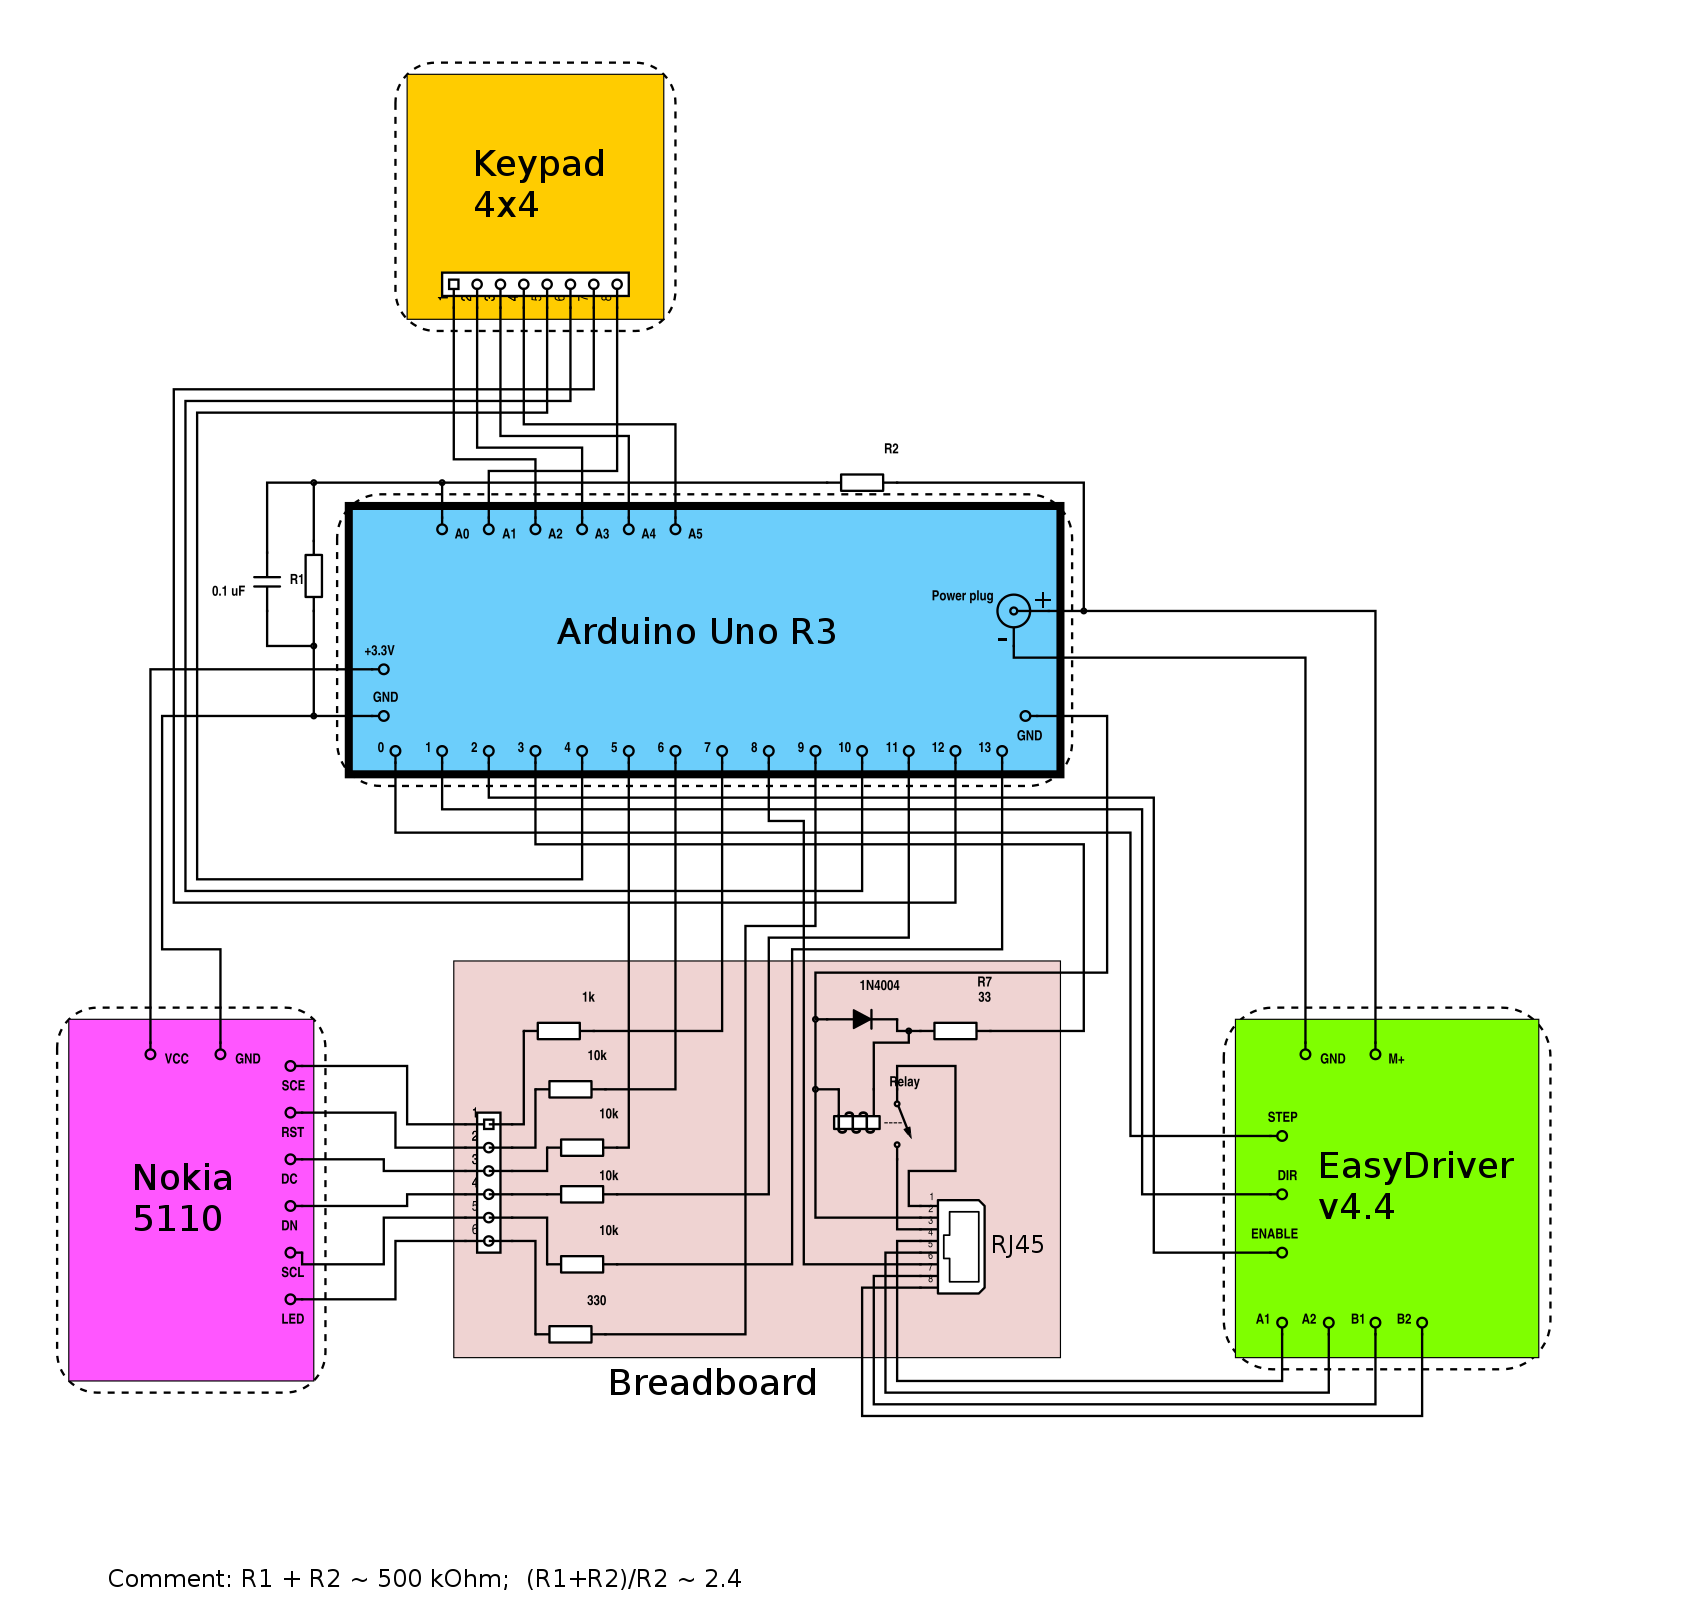 Keypad
4x4
1 2 3 4 5 6 7 8
R2
A0 A1 A2 A3 A4 A5
0.1 uF
R1
Power plug
+
-
Arduino Uno R3
+3.3V
GND
GND
0 1 2 3 4 5 6 7 8 9 10 11 12 13
1k
10k
10k
10k
10k
330
1N4004
R7
33
Relay
1
2
3
4
5
6
1
2
3
4
5
6
7
8
RJ45
Breadboard
VCC GND
SCE
RST
DC
DN
SCL
LED
Nokia
5110
GND M+
STEP
DIR
ENABLE
EasyDriver
v4.4
A1 A2 B1 B2
Comment: R1 + R2 ~ 500 kOhm;  (R1+R2)/R2 ~ 2.4